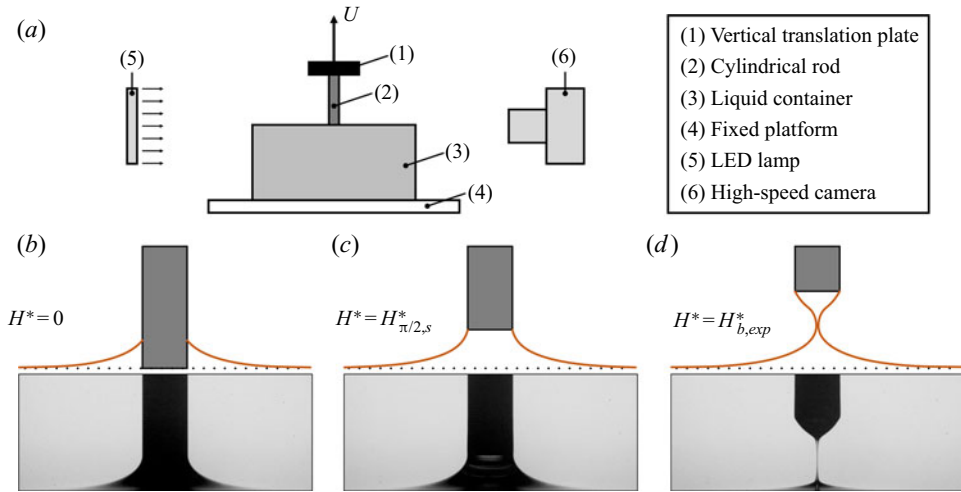 (a)
U
(1)
(2)
(3)
(4)
(5)
(6)
(1) Vertical translation plate
(2) Cylindrical rod
(3) Liquid container
(4) Fixed platform
(5) LED lamp
(6) High-speed camera
(b)
H* = 0
(c)
H* = H*π/2,s
(d)
H* = H*b,exp